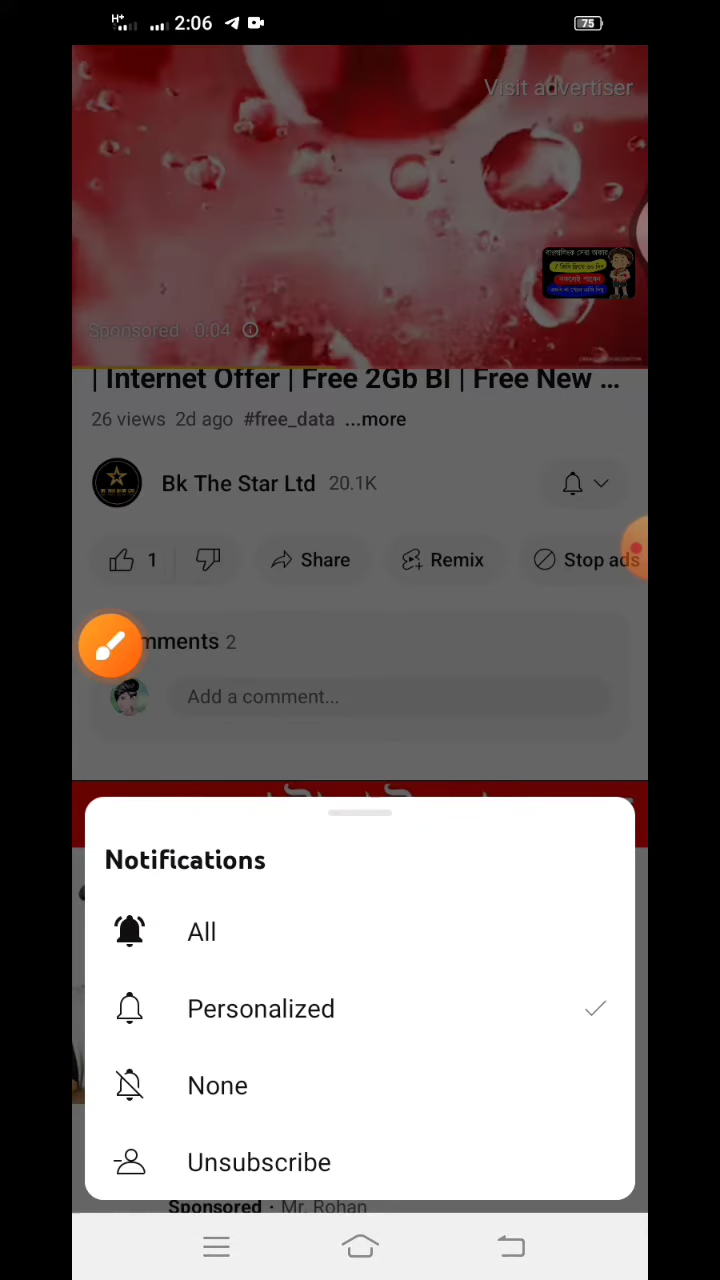 H+
2:06
75
Visit advertiser
Sponsored · 0:04
| Internet Offer | Free 2Gb Bl | Free New ...
26 views 2d ago #free_data ...more
Bk The Star Ltd 20.1K
1
Share
Remix
Stop ads
mments 2
Add a comment...
Notifications
All
Personalized
None
Unsubscribe
Sponsored · Mr. Rohan